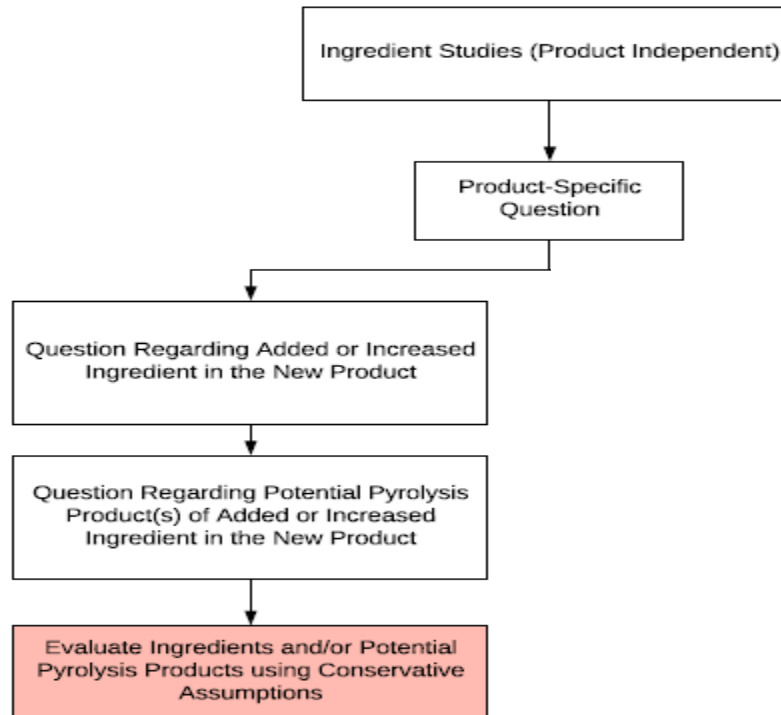 Ingredient Studies (Product Independent)
Product-Specific
Question
Question Regarding Added or Increased
Ingredient in the New Product
Question Regarding Potential Pyrolysis
Product(s) of Added or Increased
Ingredient in the New Product
Evaluate Ingredients and/or Potential
Pyrolysis Products using Conservative
Assumptions